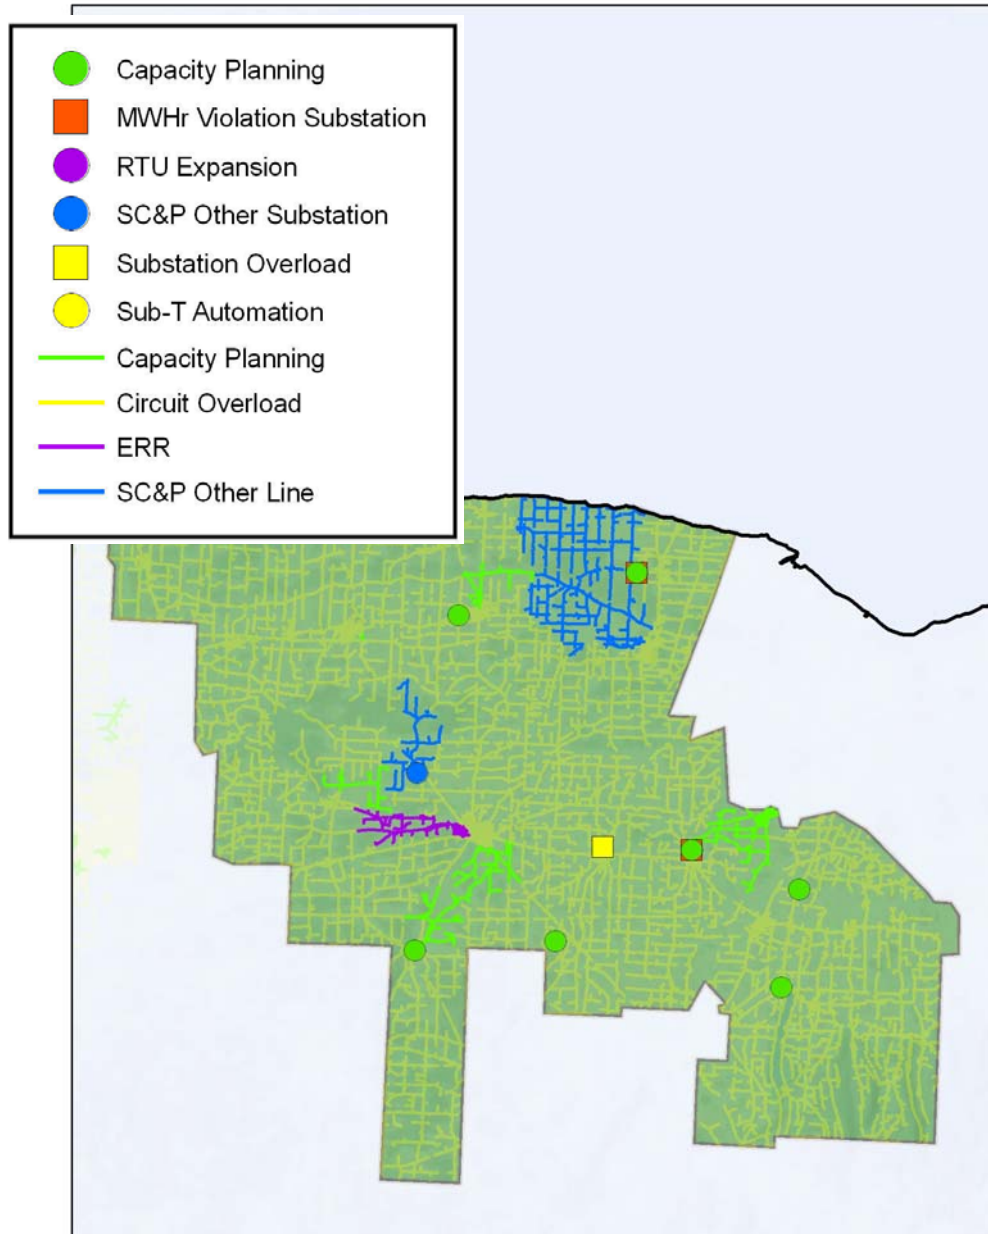 Capacity Planning
MWHr Violation Substation
RTU Expansion
SC&P Other Substation
Substation Overload
Sub-T Automation
Capacity Planning
Circuit Overload
ERR
SC&P Other Line